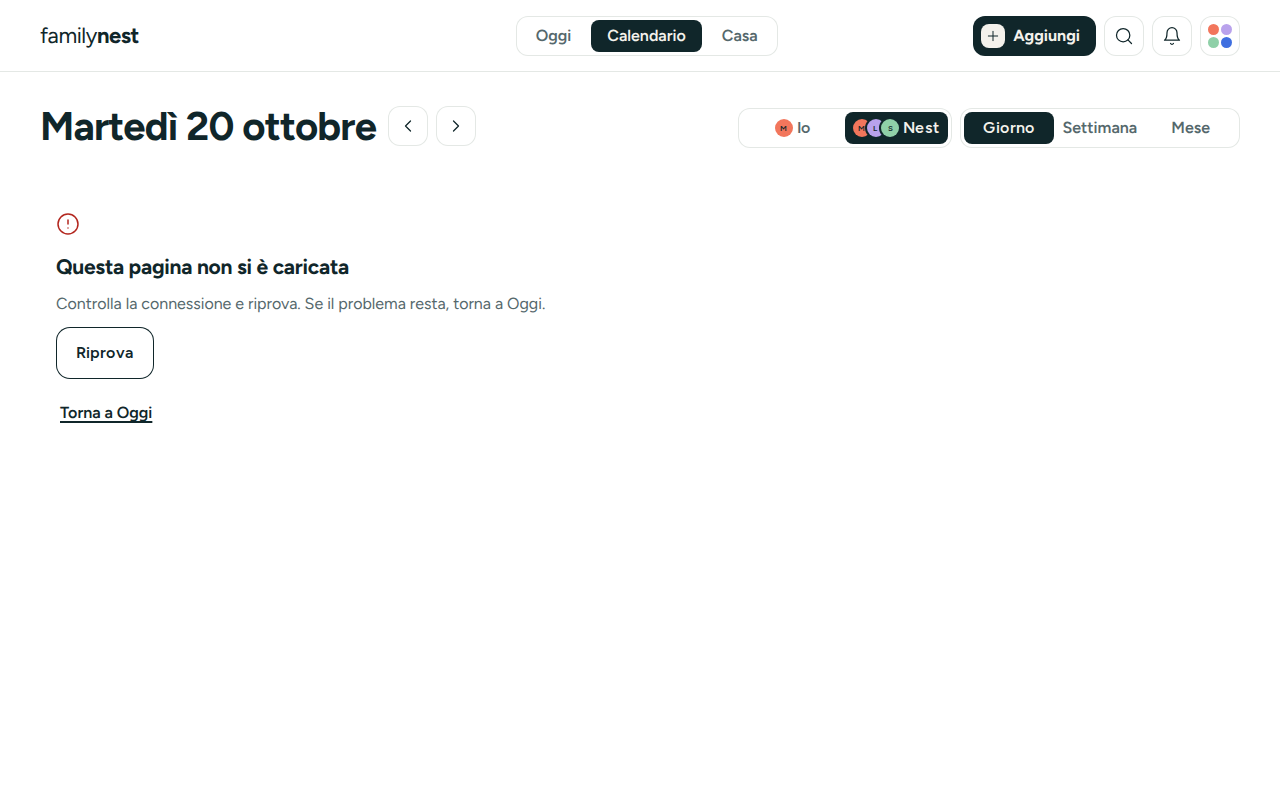 familynest
Oggi
Calendario
Casa
Aggiungi
Martedì 20 ottobre
M Io
M L S Nest
Giorno
Settimana
Mese
Questa pagina non si è caricata
Controlla la connessione e riprova. Se il problema resta, torna a Oggi.
Riprova
Torna a Oggi